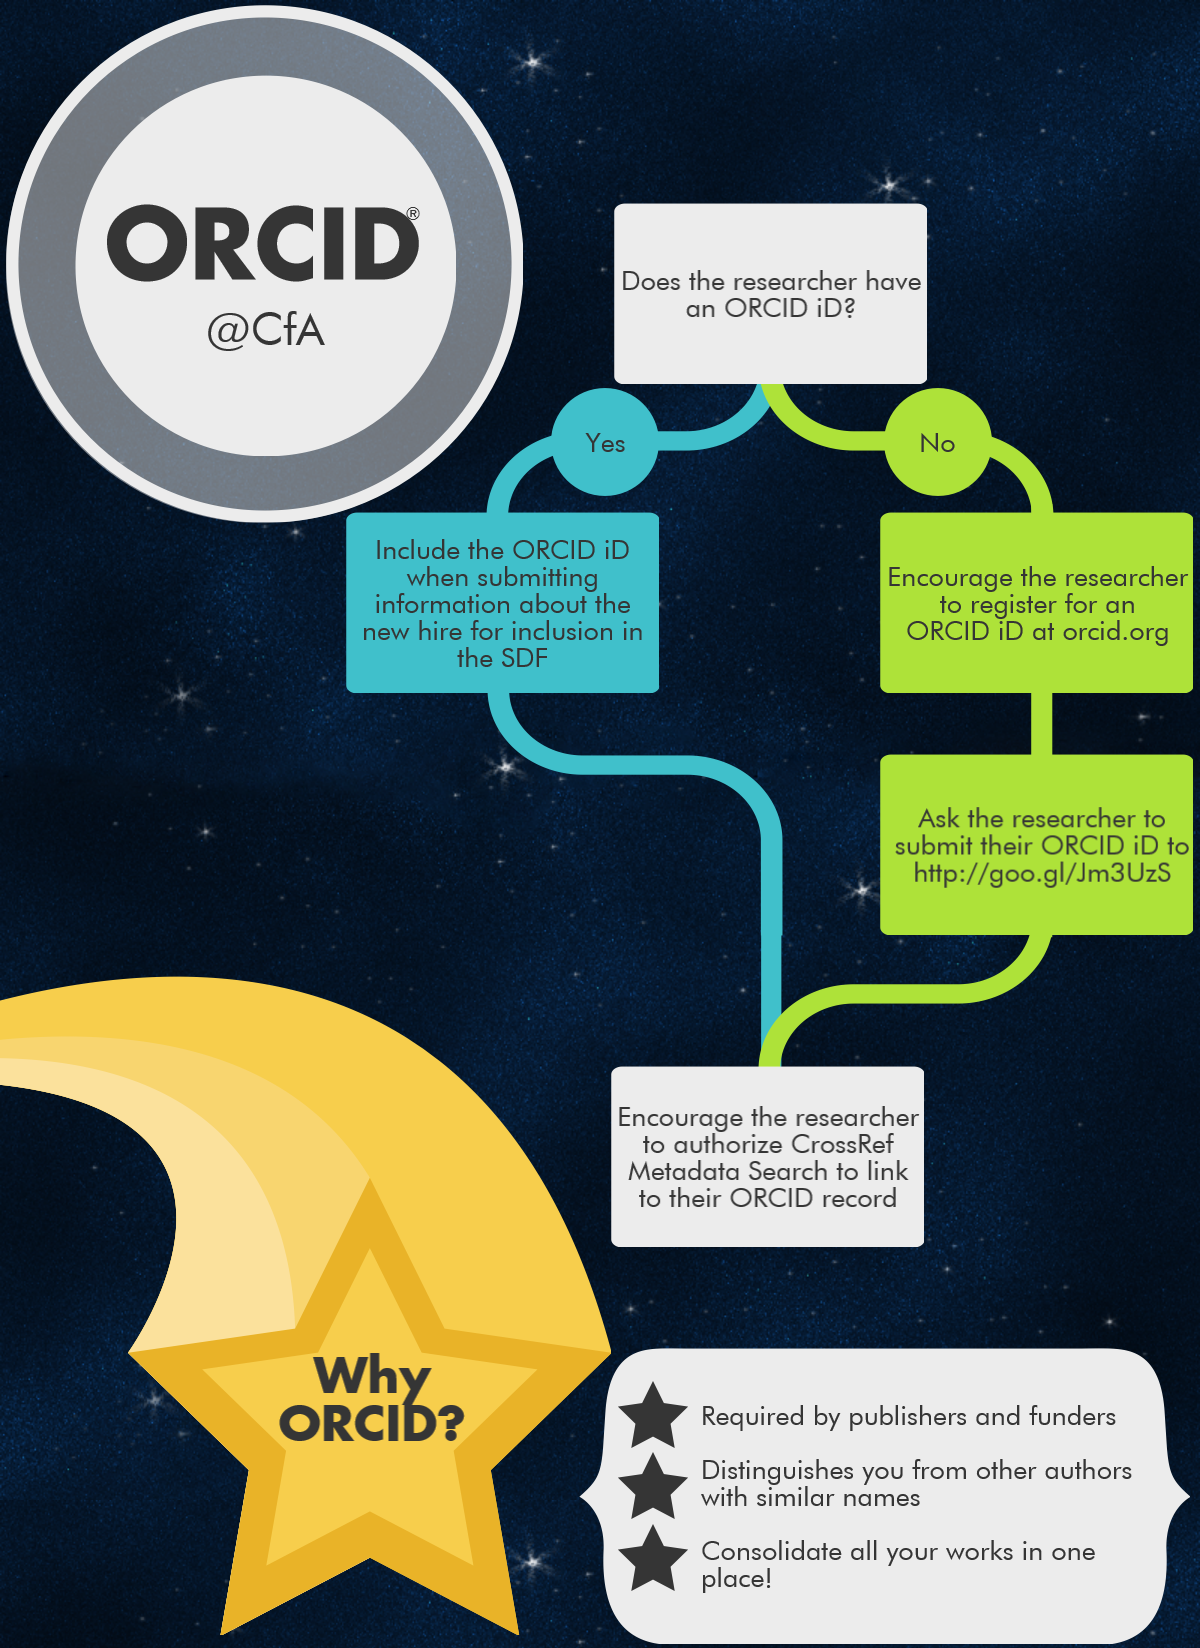 ORCID®
@CfA
Does the researcher have
an ORCID iD?
Yes
No
Include the ORCID iD
when submitting
information about the
new hire for inclusion in
the SDF
Encourage the researcher
to register for an
ORCID iD at orcid.org
Ask the researcher to
submit their ORCID iD to
http://goo.gl/Jm3UzS
Encourage the researcher
to authorize CrossRef
Metadata Search to link
to their ORCID record
Why
ORCID?
Required by publishers and funders
Distinguishes you from other authors
with similar names
Consolidate all your works in one
place!